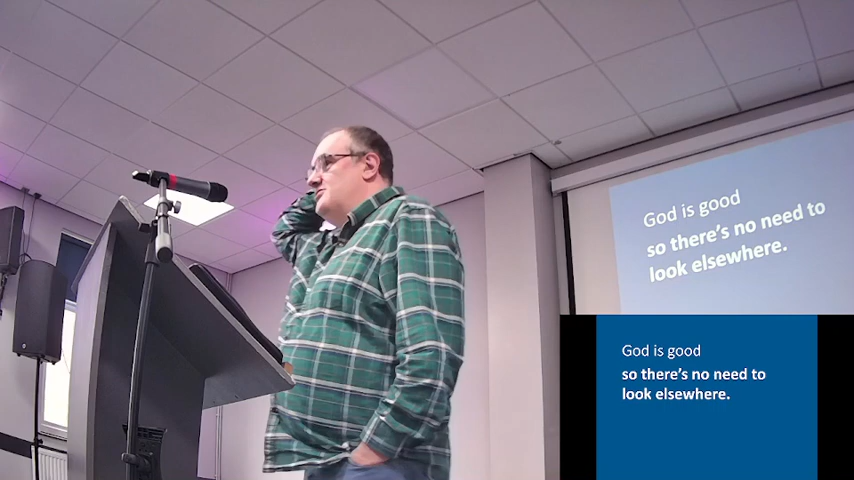 God is good
so there's no need to
look elsewhere.
God is good
so there's no need to
look elsewhere.